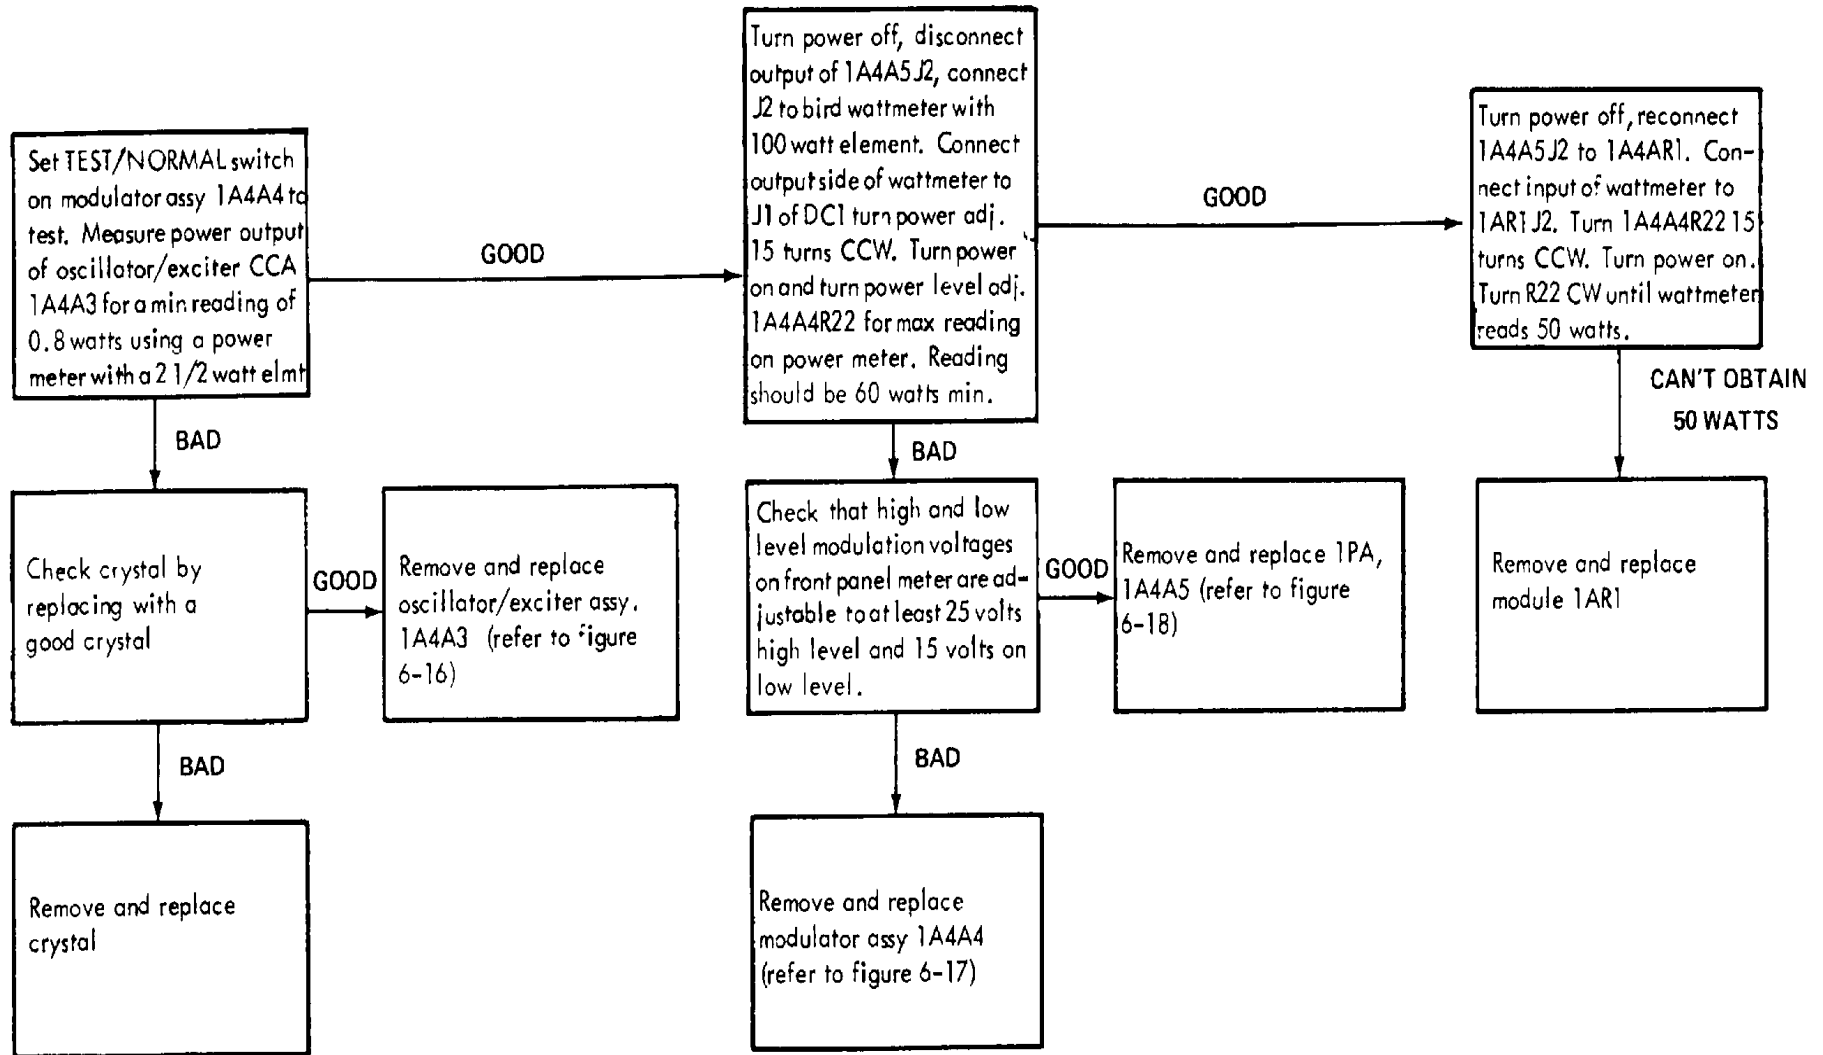 Set TEST/NORMAL switch
on modulator assy 1A4A4 to
test. Measure power output
of oscillator/exciter CCA
1A4A3 for a min reading of
0.8 watts using a power
meter with a 2 1/2 watt elmt
GOOD
Turn power off, disconnect
output of 1A4A5J2, connect
J2 to bird wattmeter with
100 watt element. Connect
output side of wattmeter to
J1 of DC1 turn power adj.
15 turns CCW. Turn power
on and turn power level adj.
1A4A4R22 for max reading
on power meter. Reading
should be 60 watts min.
GOOD
Turn power off, reconnect
1A4A5J2 to 1A4AR1. Con-
nect input of wattmeter to
1AR1J2. Turn 1A4A4R22 15
turns CCW. Turn power on.
Turn R22 CW until wattmeter
reads 50 watts.
BAD
BAD
CAN'T OBTAIN
50 WATTS
Check crystal by
replacing with a
good crystal
GOOD
Remove and replace
oscillator/exciter assy.
1A4A3 (refer to figure
6-16)
Check that high and low
level modulation voltages
on front panel meter are ad-
justable to at least 25 volts
high level and 15 volts on
low level.
GOOD
Remove and replace 1PA,
1A4A5 (refer to figure
6-18)
Remove and replace
module 1AR1
BAD
BAD
Remove and replace
crystal
Remove and replace
modulator assy 1A4A4
(refer to figure 6-17)